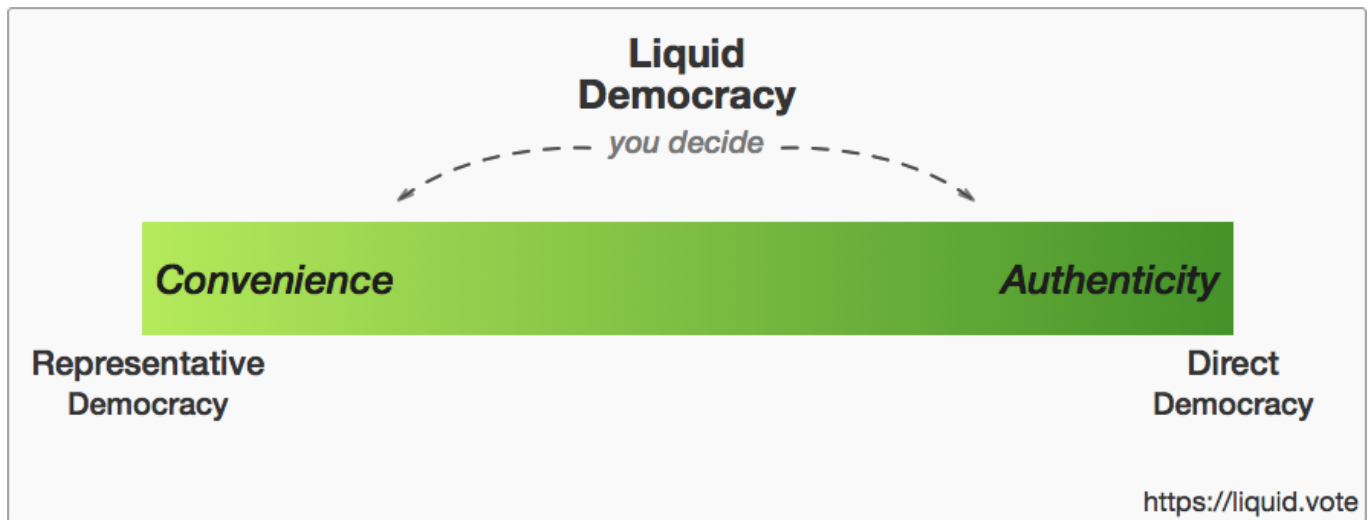 Liquid
Democracy
you decide
Convenience
Authenticity
Representative
Democracy
Direct
Democracy
https://liquid.vote